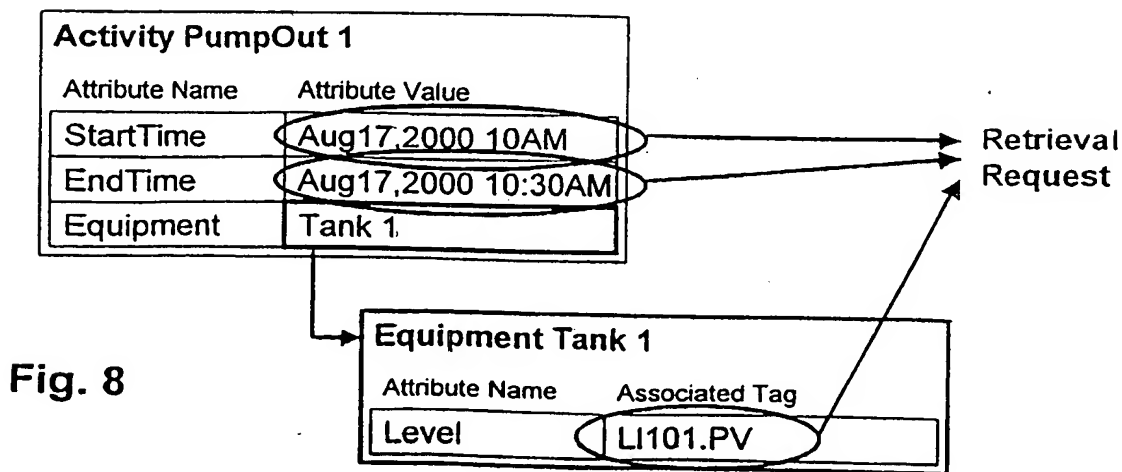 Activity PumpOut 1
Attribute Name Attribute Value
StartTime Aug17,2000 10AM
EndTime Aug17,2000 10:30AM
Equipment Tank 1
Retrieval
Request
Equipment Tank 1
Attribute Name Associated Tag
Level LI101.PV
Fig. 8